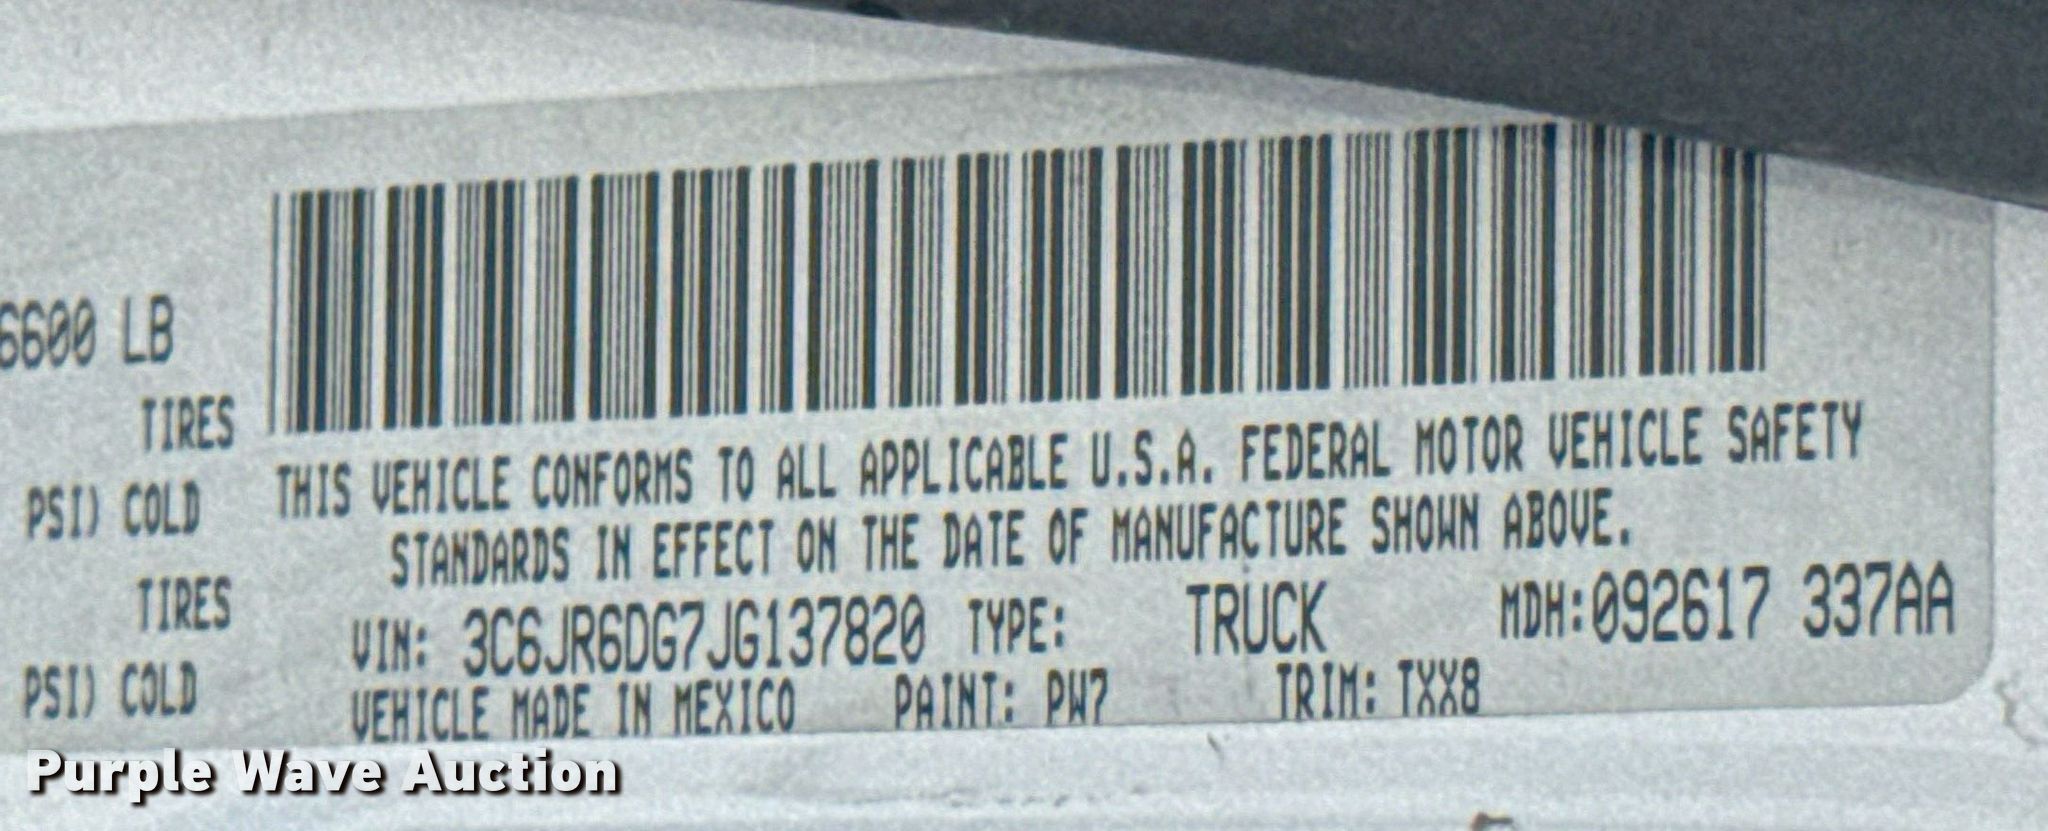 6600 LB
TIRES
PSI) COLD
TIRES
PSI) COLD
THIS VEHICLE CONFORMS TO ALL APPLICABLE U.S.A. FEDERAL MOTOR VEHICLE SAFETY
STANDARDS IN EFFECT ON THE DATE OF MANUFACTURE SHOWN ABOVE.
VIN: 3C6JR6DG7JG137820 TYPE: TRUCK MDH:092617 337AA
VEHICLE MADE IN MEXICO PAINT: PW7 TRIM: TXX8
Purple Wave Auction